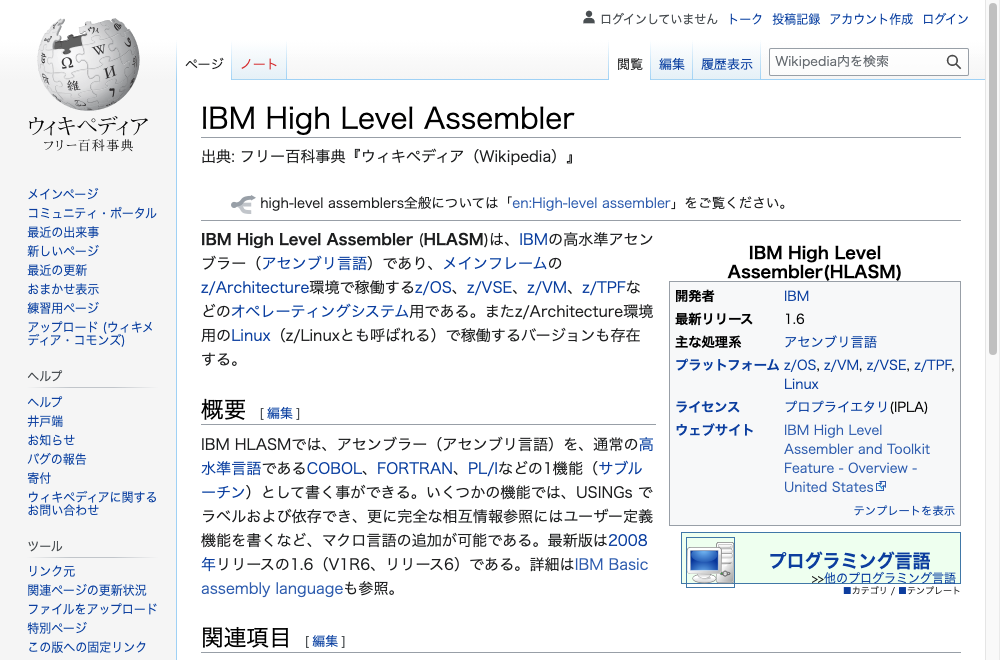 ログインしていません トーク 投稿記録 アカウント作成 ログイン
ページ ノート 閲覧 編集 履歴表示 Wikipedia内を検索
ウィキペディア
フリー百科事典
メインページ
コミュニティ・ポータル
最近の出来事
新しいページ
最近の更新
おまかせ表示
練習用ページ
アップロード (ウィキメ
ディア・コモンズ)
ヘルプ
ヘルプ
井戸端
お知らせ
バグの報告
寄付
ウィキペディアに関する
お問い合わせ
ツール
リンク元
関連ページの更新状況
ファイルをアップロード
特別ページ
この版への固定リンク
IBM High Level Assembler
出典: フリー百科事典『ウィキペディア（Wikipedia）』
high-level assemblers全般については「en:High-level assembler」をご覧ください。
IBM High Level Assembler (HLASM)は、IBMの高水準アセン
ブラー（アセンブリ言語）であり、メインフレームの
z/Architecture環境で稼働するz/OS、z/VSE、z/VM、z/TPFな
どのオペレーティングシステム用である。またz/Architecture環境
用のLinux（z/Linuxとも呼ばれる）で稼働するバージョンも存在
する。
概要 [ 編集 ]
IBM HLASMでは、アセンブラー（アセンブリ言語）を、通常の高
水準言語であるCOBOL、FORTRAN、PL/Iなどの1機能（サブル
ーチン）として書く事ができる。いくつかの機能では、USINGs で
ラベルおよび依存でき、更に完全な相互情報参照にはユーザー定義
機能を書くなど、マクロ言語の追加が可能である。最新版は2008
年リリースの1.6（V1R6、リリース6）である。詳細はIBM Basic
assembly languageも参照。
関連項目 [ 編集 ]
IBM High Level
Assembler(HLASM)
開発者 IBM
最新リリース 1.6
主な処理系 アセンブリ言語
プラットフォーム z/OS, z/VM, z/VSE, z/TPF,
Linux
ライセンス プロプライエタリ(IPLA)
ウェブサイト IBM High Level
Assembler and Toolkit
Feature - Overview -
United States
テンプレートを表示
プログラミング言語
>>他のプログラミング言語
■カテゴリ / ■テンプレート